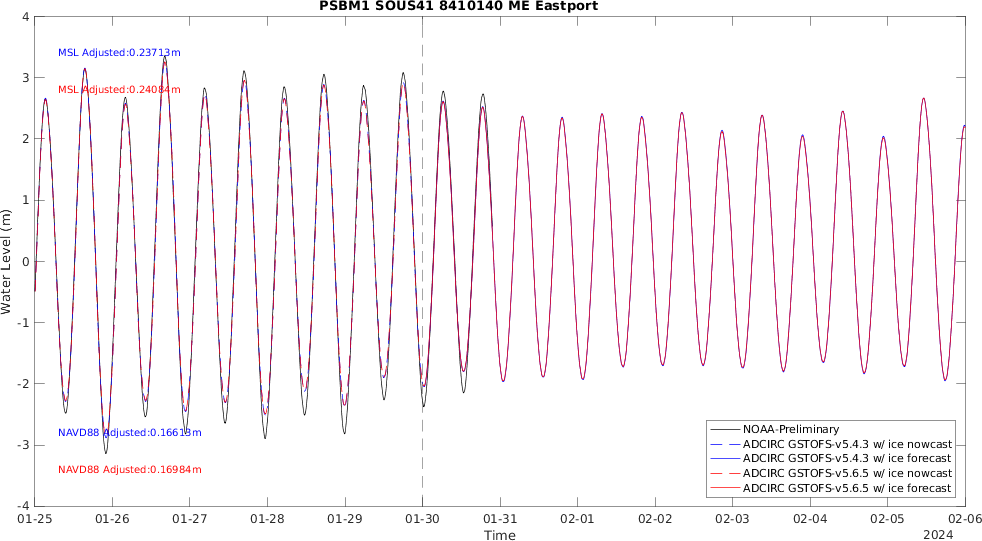 PSBM1 SOUS41 8410140 ME Eastport
4
3
2
1
0
-1
-2
-3
-4
Water Level (m)
MSL Adjusted:0.23713m
MSL Adjusted:0.24084m
NAVD88 Adjusted:0.16613m
NAVD88 Adjusted:0.16984m
NOAA-Preliminary
ADCIRC GSTOFS-v5.4.3 w/ ice nowcast
ADCIRC GSTOFS-v5.4.3 w/ ice forecast
ADCIRC GSTOFS-v5.6.5 w/ ice nowcast
ADCIRC GSTOFS-v5.6.5 w/ ice forecast
01-25 01-26 01-27 01-28 01-29 01-30 01-31 02-01 02-02 02-03 02-04 02-05 02-06
Time
2024